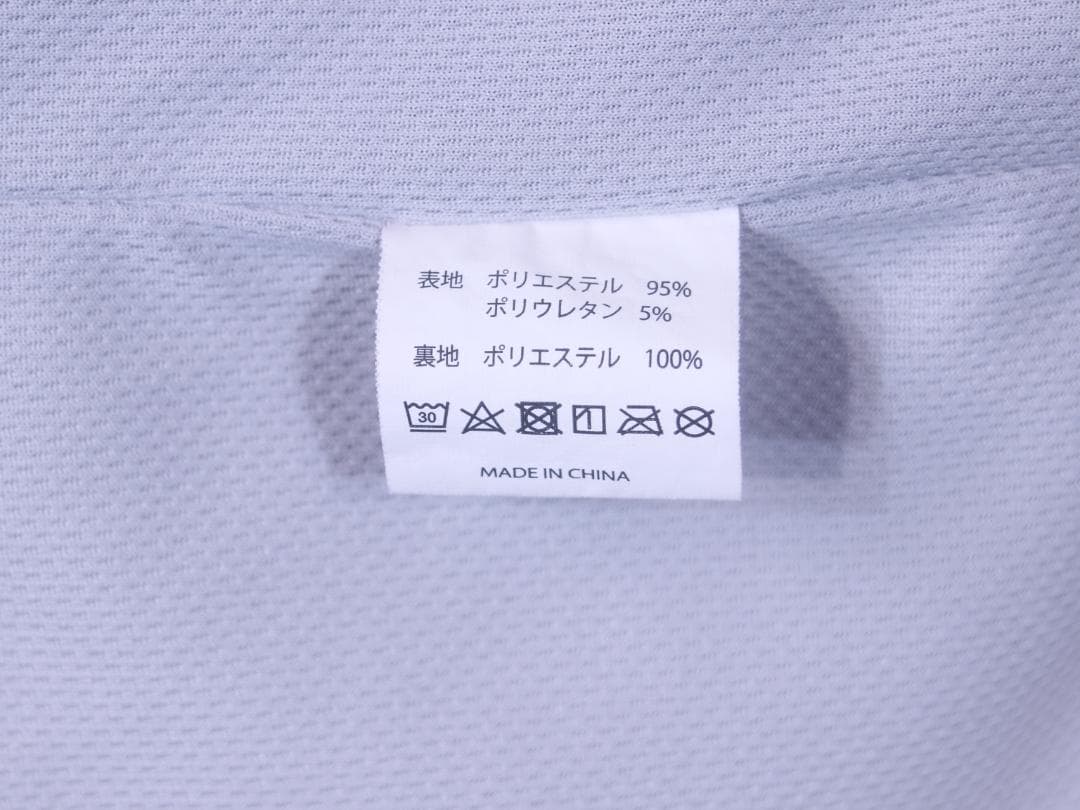 表地 ポリエステル 95%
ポリウレタン 5%
裏地 ポリエステル 100%
30
MADE IN CHINA